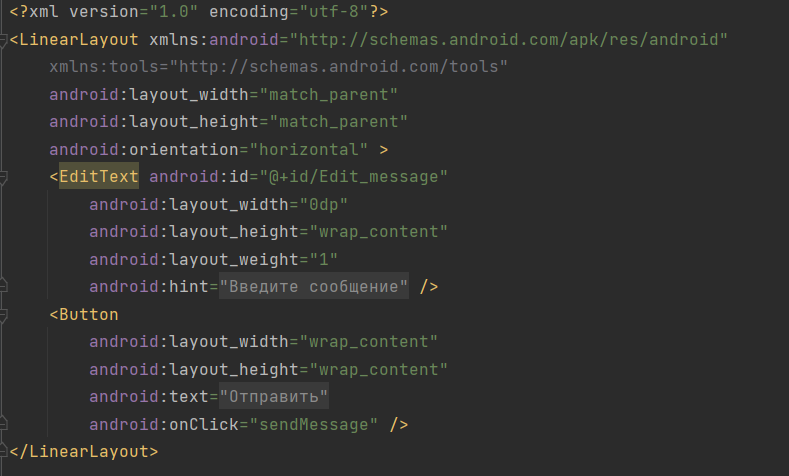 <?xml version="1.0" encoding="utf-8"?>
<LinearLayout xmlns:android="http://schemas.android.com/apk/res/android"
    xmlns:tools="http://schemas.android.com/tools"
    android:layout_width="match_parent"
    android:layout_height="match_parent"
    android:orientation="horizontal" >
    <EditText android:id="@+id/Edit_message"
        android:layout_width="0dp"
        android:layout_height="wrap_content"
        android:layout_weight="1"
        android:hint="Введите сообщение" />
    <Button
        android:layout_width="wrap_content"
        android:layout_height="wrap_content"
        android:text="Отправить"
        android:onClick="sendMessage" />
</LinearLayout>